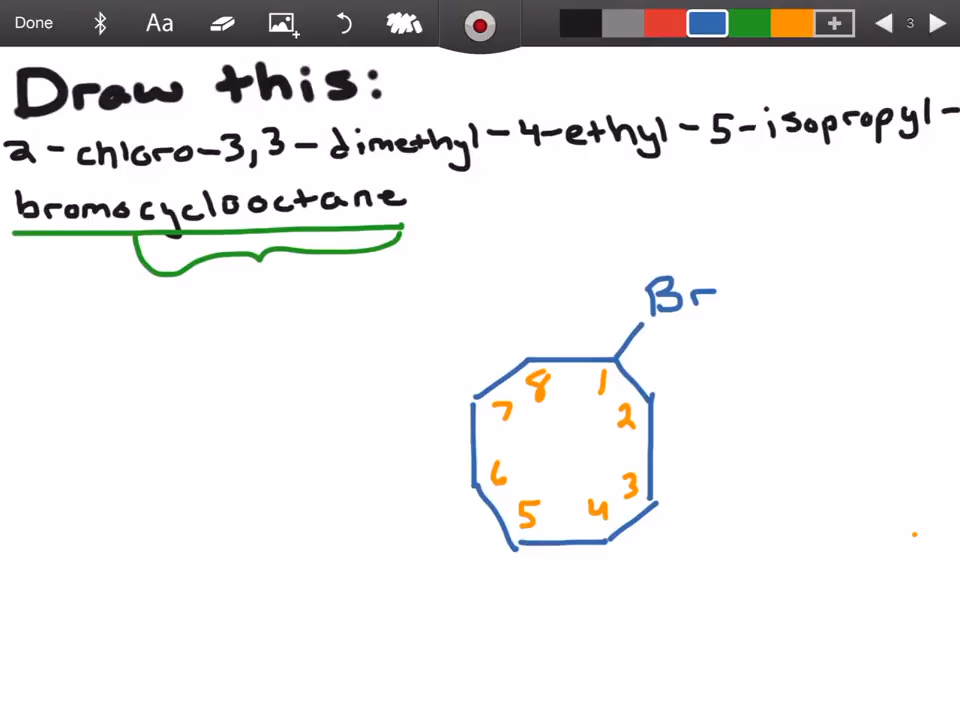 Done Aa 3
Draw this:
2-chloro-3,3-dimethyl-4-ethyl-5-isopropyl-
bromocyclooctane
Br
8 1
7 2
6 3
5 4